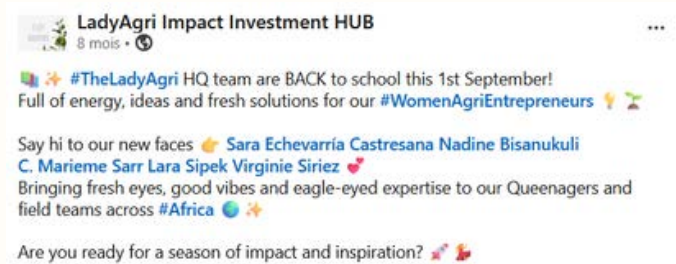 LadyAgri Impact Investment HUB
8 mois •
#TheLadyAgri HQ team are BACK to school this 1st September!
Full of energy, ideas and fresh solutions for our #WomenAgriEntrepreneurs
Say hi to our new faces 👉 Sara Echevarría Castresana Nadine Bisanukuli
C. Marieme Sarr Lara Sipek Virginie Siriez 💕
Bringing fresh eyes, good vibes and eagle-eyed expertise to our Queenagers and
field teams across #Africa 🌍 ✨
Are you ready for a season of impact and inspiration? 🚀 💃